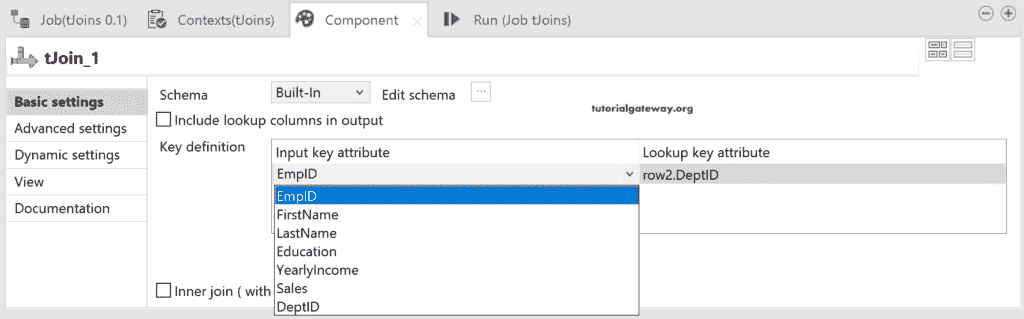 Job(tJoins 0.1) Contexts(tJoins) Component Run (Job tJoins)
tJoin_1
Basic settings
Advanced settings
Dynamic settings
View
Documentation
Schema Built-In Edit schema ...
tutorialgateway.org
Include lookup columns in output
Key definition
Input key attribute Lookup key attribute
EmpID row2.DeptID
EmpID
FirstName
LastName
Education
YearlyIncome
Sales
DeptID
Inner join ( with